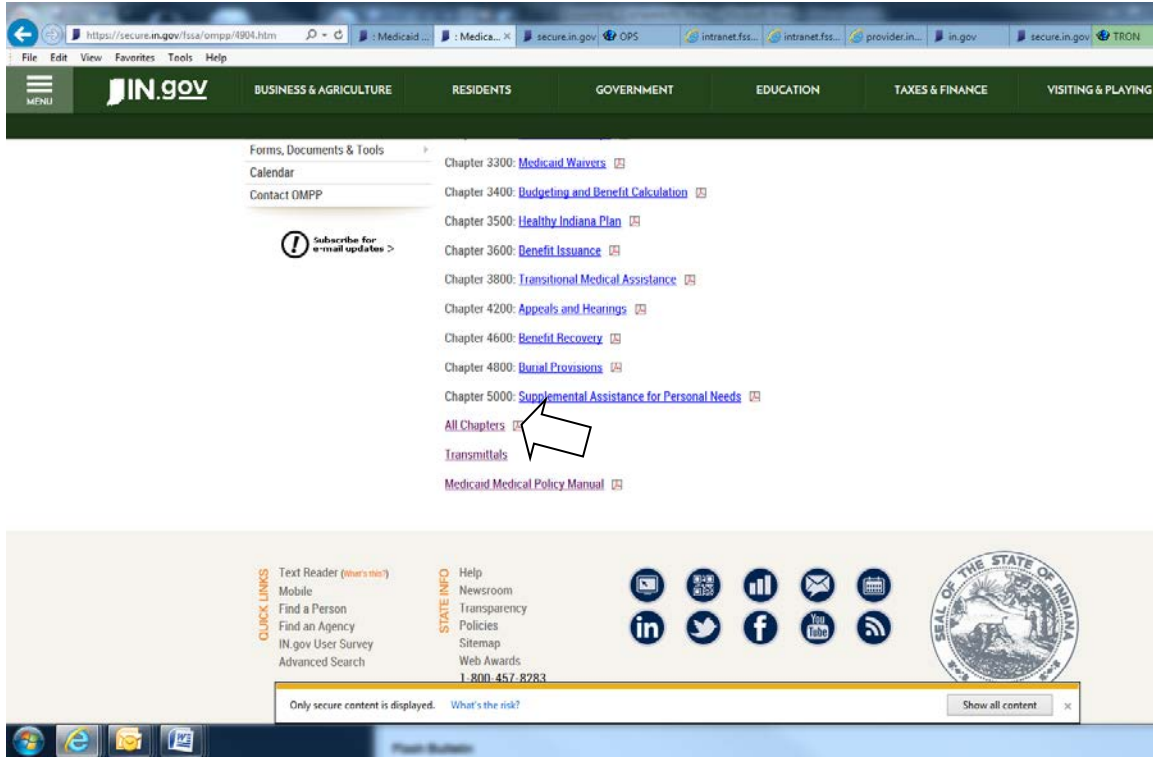 https://secure.in.gov/fssa/ompp/4904.htm
: Medicaid ...
: Medica...
secure.in.gov
OPS
intranet.fss...
intranet.fss...
provider.in...
in.gov
secure.in.gov
TRON
File Edit View Favorites Tools Help
MENU
IN.gov
BUSINESS & AGRICULTURE
RESIDENTS
GOVERNMENT
EDUCATION
TAXES & FINANCE
VISITING & PLAYING
Forms, Documents & Tools
Calendar
Contact OMPP
Subscribe for
e-mail updates >
Chapter 3300: Medicaid Waivers
Chapter 3400: Budgeting and Benefit Calculation
Chapter 3500: Healthy Indiana Plan
Chapter 3600: Benefit Issuance
Chapter 3800: Transitional Medical Assistance
Chapter 4200: Appeals and Hearings
Chapter 4600: Benefit Recovery
Chapter 4800: Burial Provisions
Chapter 5000: Supplemental Assistance for Personal Needs
All Chapters
Transmittals
Medicaid Medical Policy Manual
QUICK LINKS
Text Reader (What's this?)
Mobile
Find a Person
Find an Agency
IN.gov User Survey
Advanced Search
STATE INFO
Help
Newsroom
Transparency
Policies
Sitemap
Web Awards
1-800-457-8283
in
You
Tube
SEAL OF THE STATE OF INDIANA
Only secure content is displayed. What's the risk?
Show all content
Flash Bulletin